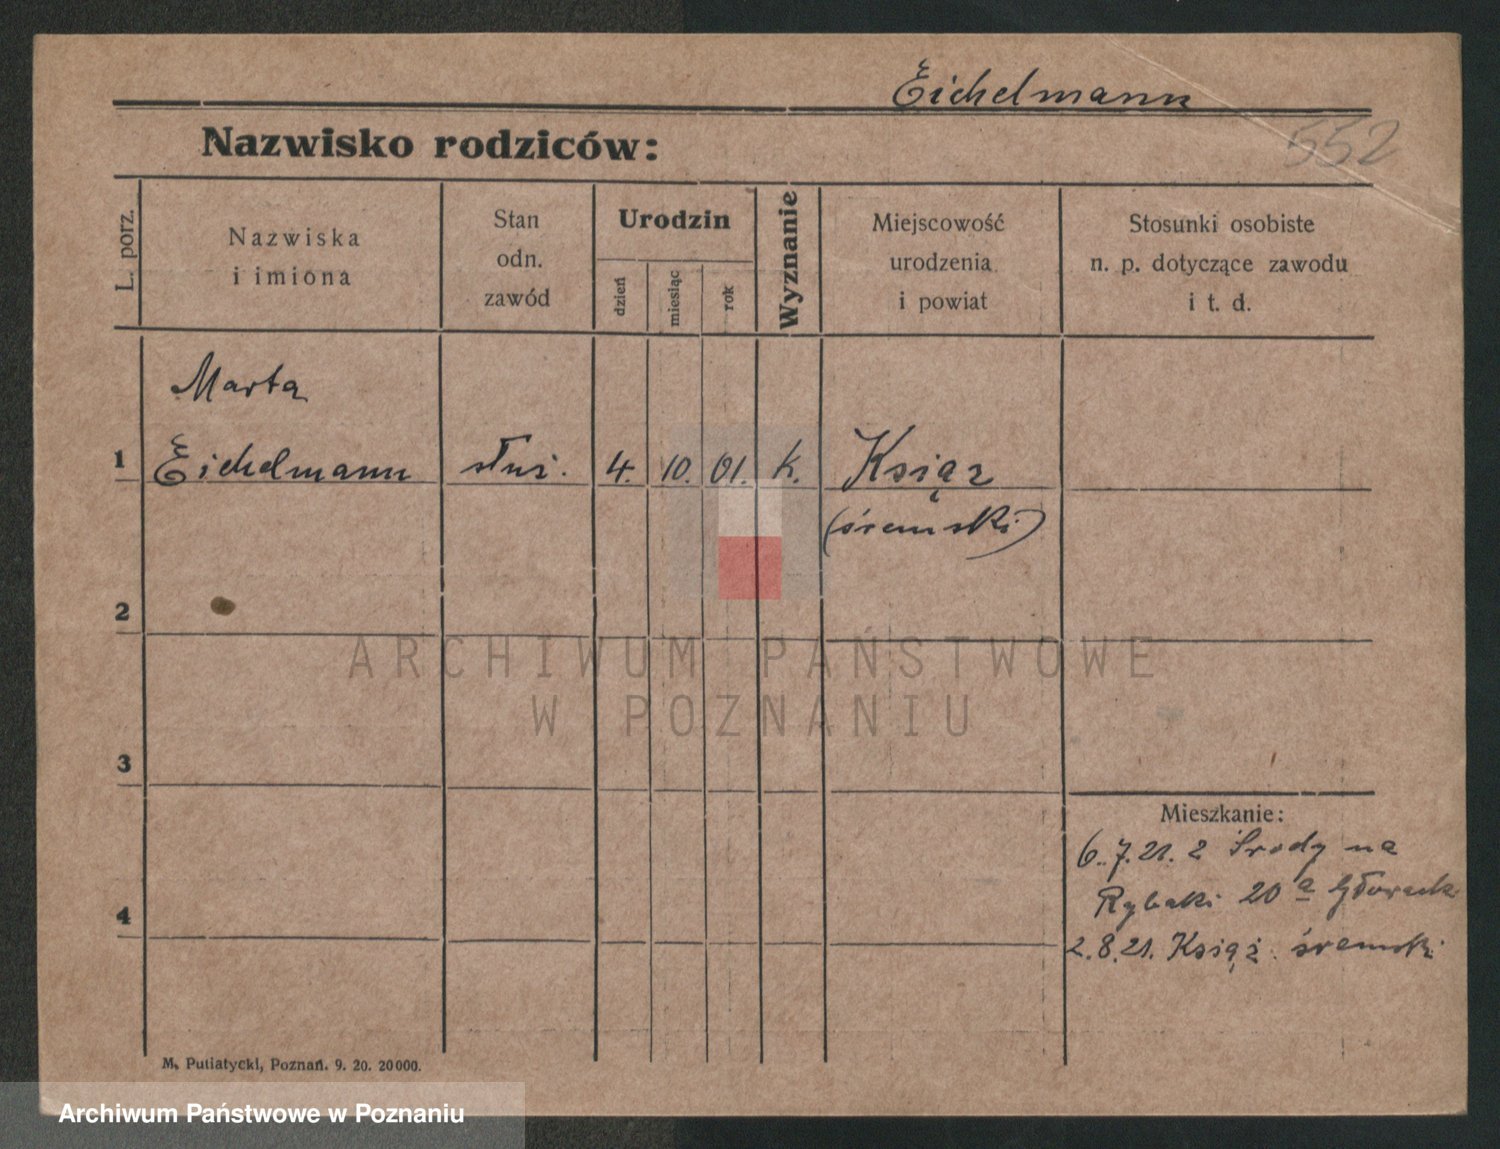 Eichelmann
552
Nazwisko rodziców:
L. porz.
Nazwiska
i imiona
Stan
odn.
zawód
Urodzin
dzień
miesiąc
rok
Wyznanie
Miejscowość
urodzenia
i powiat
Stosunki osobiste
n. p. dotyczące zawodu
i t. d.
Marta
1 Eichelmann służ. 4. 10. 01. k. Książ
(śremski)
2
ARCHIWUM PAŃSTWOWE
W POZNANIU
3
Mieszkanie:
6.7.21. z Środy na
Rybaki 20 a
4
2.8.21. Książ śremski
M. Putiatycki, Poznań. 9. 20. 20000.
Archiwum Państwowe w Poznaniu